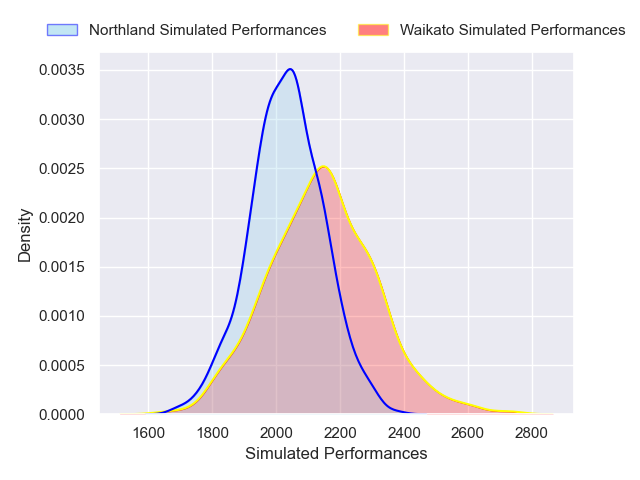 Northland Simulated Performances Waikato Simulated Performances
0.0035
0.0030
0.0025
0.0020
0.0015
0.0010
0.0005
0.0000
Density
1600 1800 2000 2200 2400 2600 2800
Simulated Performances